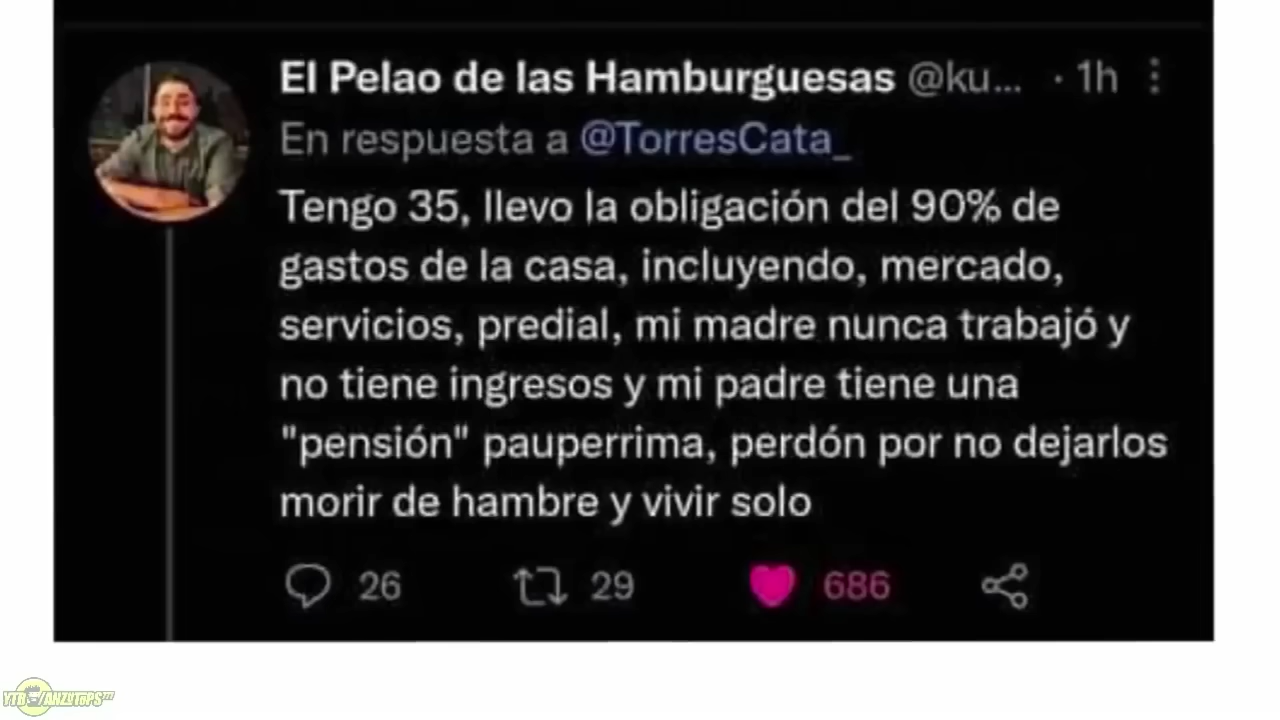 El Pelao de las Hamburguesas @ku... · 1h
En respuesta a @TorresCata_
Tengo 35, llevo la obligación del 90% de
gastos de la casa, incluyendo, mercado,
servicios, predial, mi madre nunca trabajó y
no tiene ingresos y mi padre tiene una
"pensión" pauperrima, perdón por no dejarlos
morir de hambre y vivir solo
26 29 686